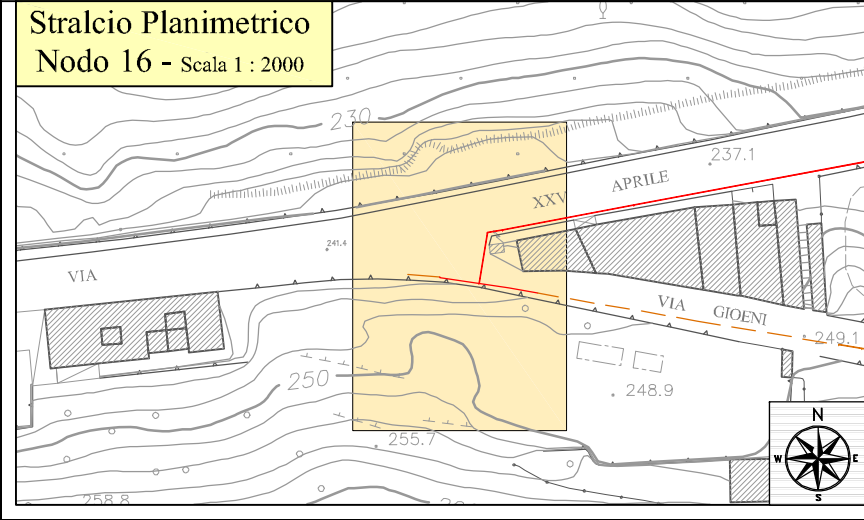 Stralcio Planimetrico
Nodo 16 - Scala 1 : 2000
230
237.1
XXV APRILE
241.4
VIA
VIA GIOENI
249.1
250
248.9
255.7
258.8
N
W E
S